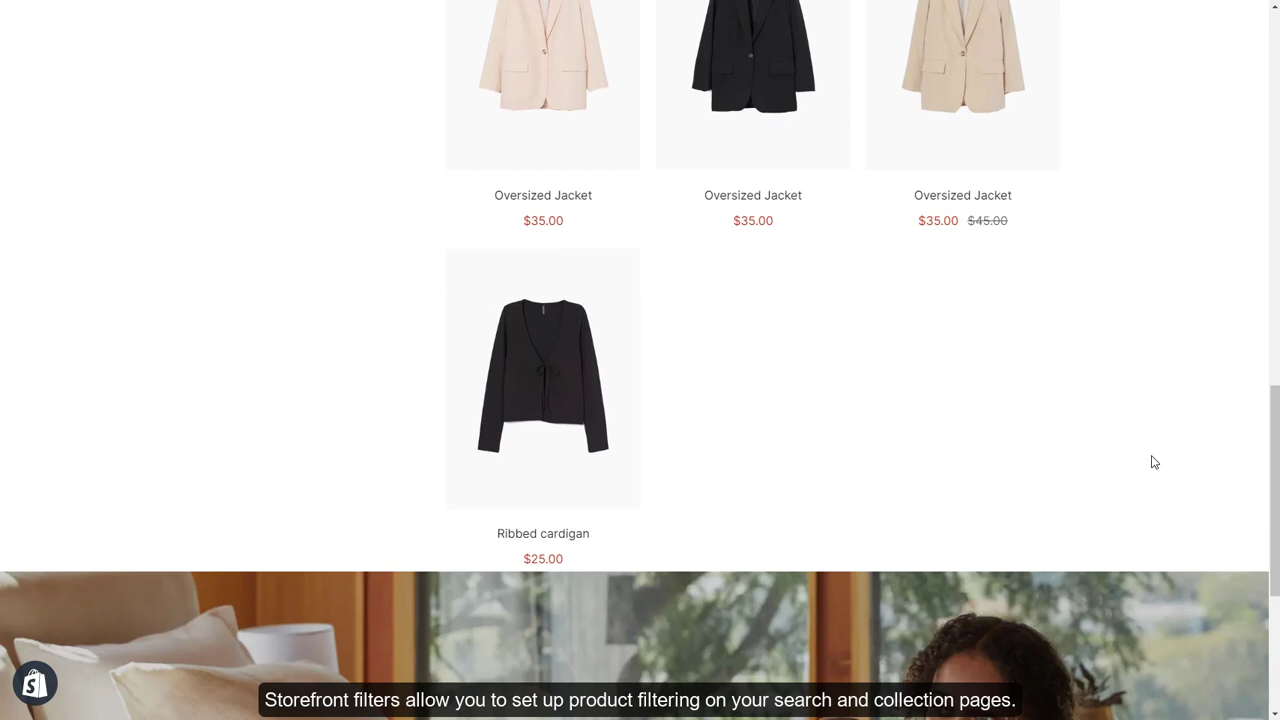 Oversized Jacket
Oversized Jacket
Oversized Jacket
$35.00
$35.00
$35.00 $45.00
Ribbed cardigan
$25.00
Storefront filters allow you to set up product filtering on your search and collection pages.